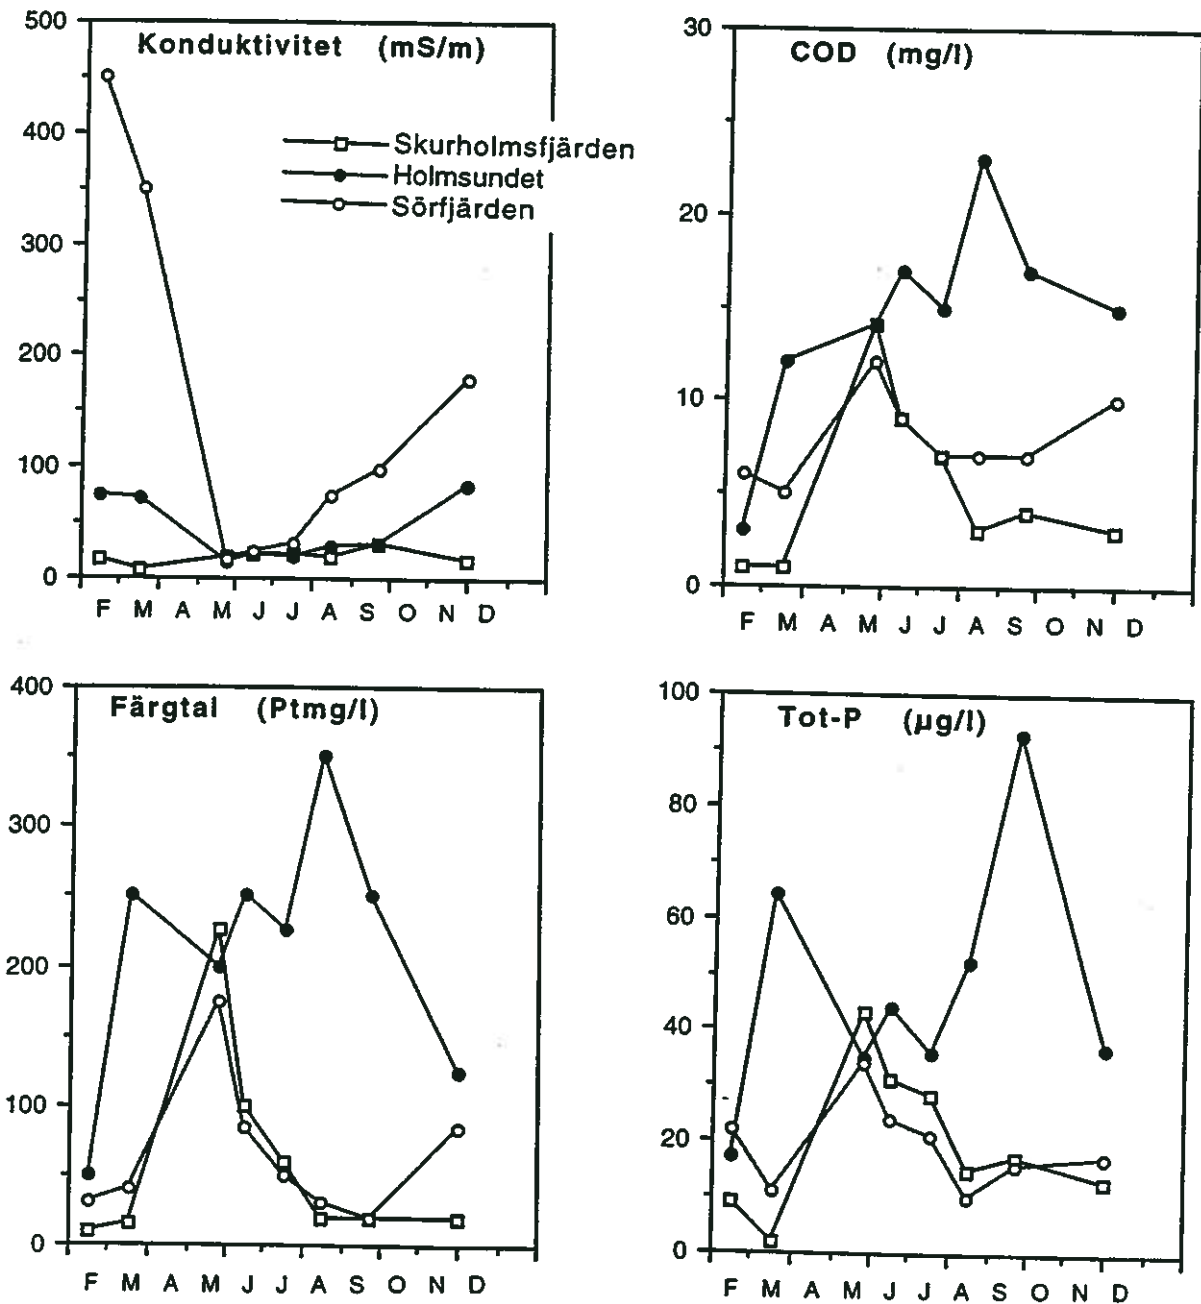 Konduktivitet (mS/m)
500
400
300
200
100
0
Skurholmsfjärden
Holmsundet
Sörfjärden
F M A M J J A S O N D
COD (mg/l)
30
20
10
0
F M A M J J A S O N D
Färgtal (Ptmg/l)
400
300
200
100
0
F M A M J J A S O N D
Tot-P (µg/l)
100
80
60
40
20
0
F M A M J J A S O N D